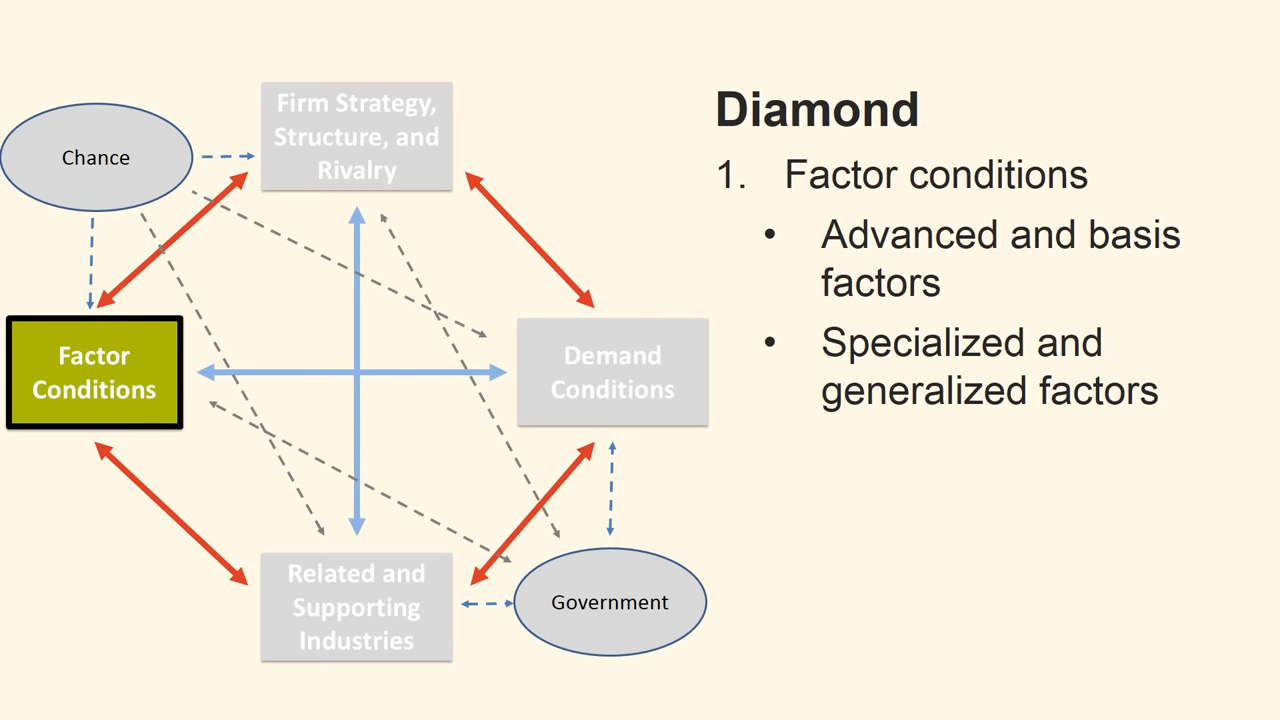 Firm Strategy,
Structure, and
Rivalry
Chance
Factor
Conditions
Demand
Conditions
Related and
Supporting
Industries
Government
Diamond
1. Factor conditions
• Advanced and basis
factors
• Specialized and
generalized factors